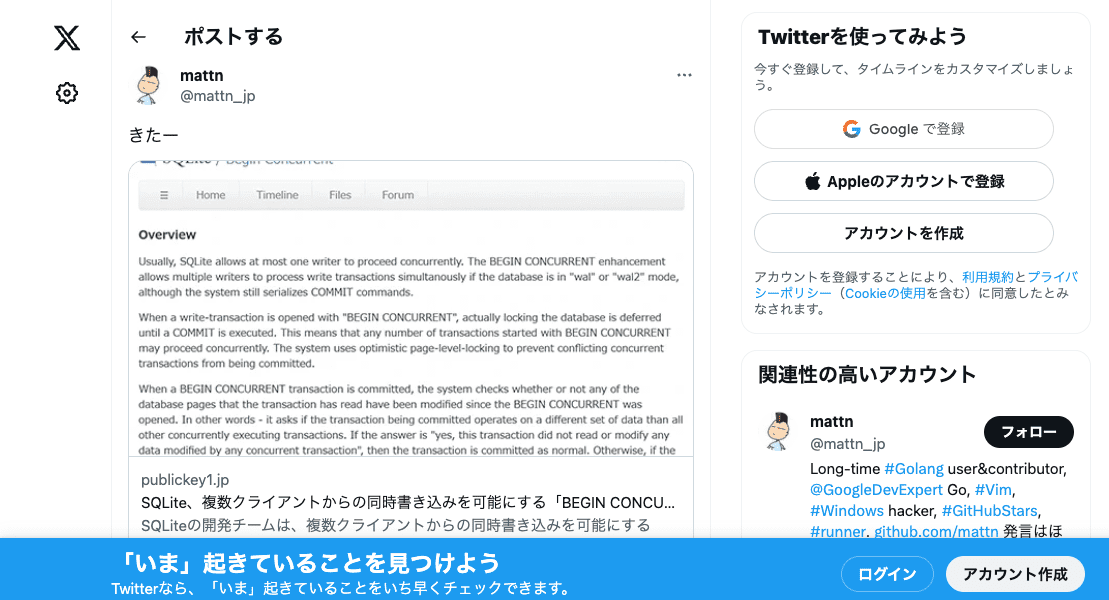 ポストする
mattn
@mattn_jp
きたー
SQLite / Begin Concurrent
Home Timeline Files Forum
Overview
Usually, SQLite allows at most one writer to proceed concurrently. The BEGIN CONCURRENT enhancement
allows multiple writers to process write transactions simultanously if the database is in "wal" or "wal2" mode,
although the system still serializes COMMIT commands.
When a write-transaction is opened with "BEGIN CONCURRENT", actually locking the database is deferred
until a COMMIT is executed. This means that any number of transactions started with BEGIN CONCURRENT
may proceed concurrently. The system uses optimistic page-level-locking to prevent conflicting concurrent
transactions from being committed.
When a BEGIN CONCURRENT transaction is committed, the system checks whether or not any of the
database pages that the transaction has read have been modified since the BEGIN CONCURRENT was
opened. In other words - it asks if the transaction being committed operates on a different set of data than all
other concurrently executing transactions. If the answer is "yes, this transaction did not read or modify any
data modified by any concurrent transaction", then the transaction is committed as normal. Otherwise, if the
publickey1.jp
SQLite、複数クライアントからの同時書き込みを可能にする「BEGIN CONCU...
SQLiteの開発チームは、複数クライアントからの同時書き込みを可能にする
Twitterを使ってみよう
今すぐ登録して、タイムラインをカスタマイズしましょ
う。
Google で登録
Appleのアカウントで登録
アカウントを作成
アカウントを登録することにより、利用規約とプライバ
シーポリシー（Cookieの使用を含む）に同意したとみ
なされます。
関連性の高いアカウント
mattn
@mattn_jp
フォロー
Long-time #Golang user&contributor,
@GoogleDevExpert Go, #Vim,
#Windows hacker, #GitHubStars,
#runner. github.com/mattn 発言はほ
「いま」起きていることを見つけよう
Twitterなら、「いま」起きていることをいち早くチェックできます。
ログイン
アカウント作成